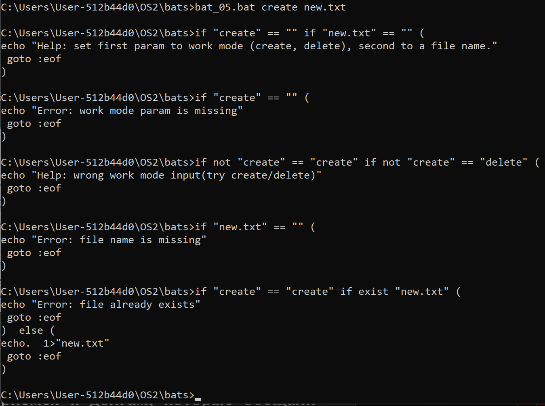 C:\Users\User-512b44d0\OS2\bats>bat_05.bat create new.txt
C:\Users\User-512b44d0\OS2\bats>if "create" == "" if "new.txt" == "" (
echo "Help: set first param to work mode (create, delete), second to a file name."
 goto :eof
)
C:\Users\User-512b44d0\OS2\bats>if "create" == "" (
echo "Error: work mode param is missing"
 goto :eof
)
C:\Users\User-512b44d0\OS2\bats>if not "create" == "create" if not "create" == "delete" (
echo "Help: wrong work mode input(try create/delete)"
 goto :eof
)
C:\Users\User-512b44d0\OS2\bats>if "new.txt" == "" (
echo "Error: file name is missing"
 goto :eof
)
C:\Users\User-512b44d0\OS2\bats>if "create" == "create" if exist "new.txt" (
echo "Error: file already exists"
 goto :eof
)  else (
echo.  1>"new.txt"
 goto :eof
)
C:\Users\User-512b44d0\OS2\bats>